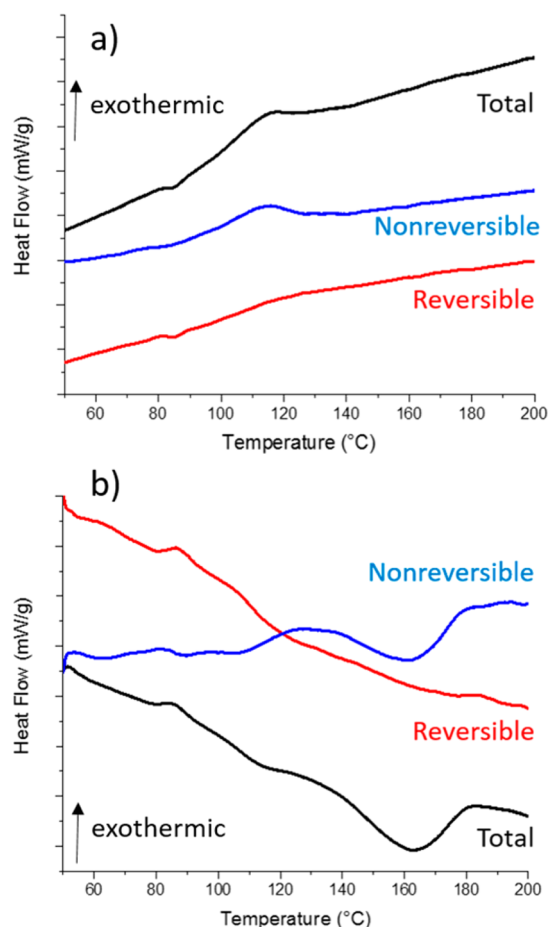 a)
exothermic
Total
Nonreversible
Reversible
Heat Flow (mW/g)
60 80 100 120 140 160 180 200
Temperature (°C)
b)
Nonreversible
Reversible
exothermic
Total
Heat Flow (mW/g)
60 80 100 120 140 160 180 200
Temperature (°C)